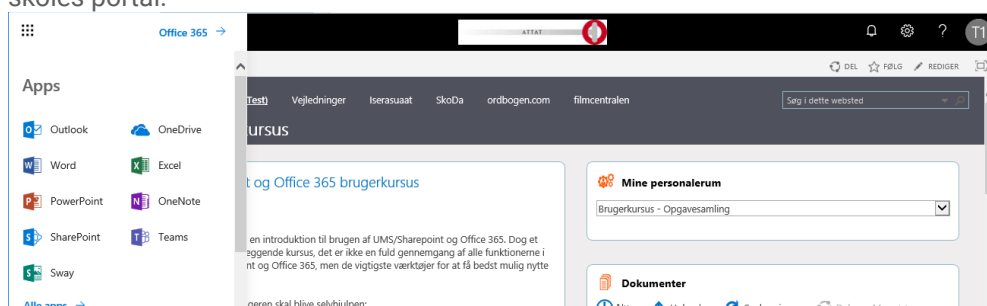 skoles portal.
Office 365 →
ATTAT
?
T1
DEL FØLG REDIGER
Apps
Test) Vejledninger Iserasuaat SkoDa ordbogen.com filmcentralen
Søg i dette websted
ursus
Outlook OneDrive
Word Excel
PowerPoint OneNote
SharePoint Teams
Sway
All apps →
t og Office 365 brugerkursus
en introduktion til brugen af UMS/Sharepoint og Office 365. Dog et
eggende kursus, det er ikke en fuld gennemgang af alle funktionerne i
nt og Office 365, men de vigtigste værktøjer for at få bedst mulig nytte
geren skal blive selvhjulpen:
Mine personalerum
Brugerkursus - Opgavesamling
Dokumenter